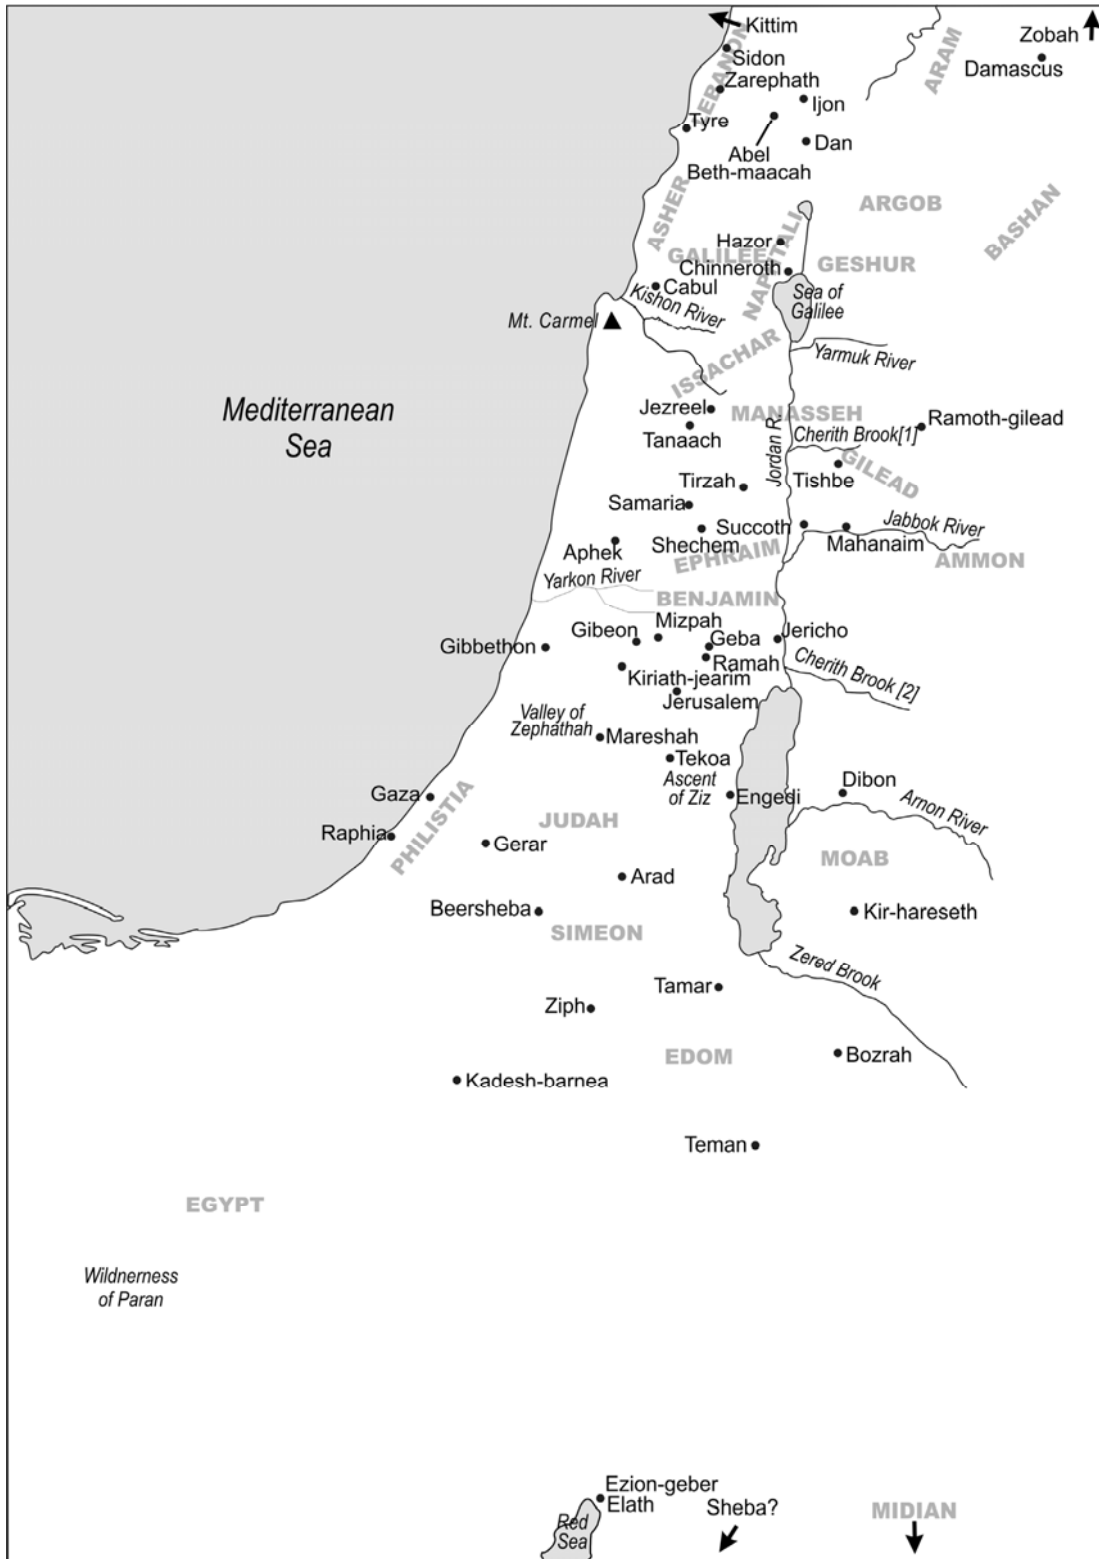 Kittim
Zobah
Sidon
LEBANON
ARAM
Damascus
Zarephath
Ijon
Tyre
Dan
Abel
Beth-maacah
ASHER
ARGOB
BASHAN
Hazor
GALILEE
NAPHTALI
GESHUR
Chinneroth
Cabul
Kishon River
Sea of
Galilee
Mt. Carmel
ISSACHAR
Yarmuk River
Mediterranean
Sea
Jezreel
MANASSEH
Ramoth-gilead
Tanaach
Jordan R.
Cherith Brook[1]
GILEAD
Tirzah
Tishbe
Samaria
Succoth
Jabbok River
Shechem
Mahanaim
Aphek
EPHRAIM
AMMON
Yarkon River
BENJAMIN
Mizpah
Gibeon
Geba
Jericho
Gibbethon
Ramah
Cherith Brook [2]
Kiriath-jearim
Jerusalem
Valley of
Zephathah
Mareshah
Tekoa
Ascent
of Ziz
Engedi
Dibon
Arnon River
Gaza
PHILISTIA
Raphia
JUDAH
Gerar
MOAB
Arad
Beersheba
Kir-hareseth
SIMEON
Zered Brook
Tamar
Ziph
EDOM
Bozrah
Kadesh-barnea
Teman
EGYPT
Wildnerness
of Paran
Ezion-geber
Elath
Sheba?
MIDIAN
Red
Sea